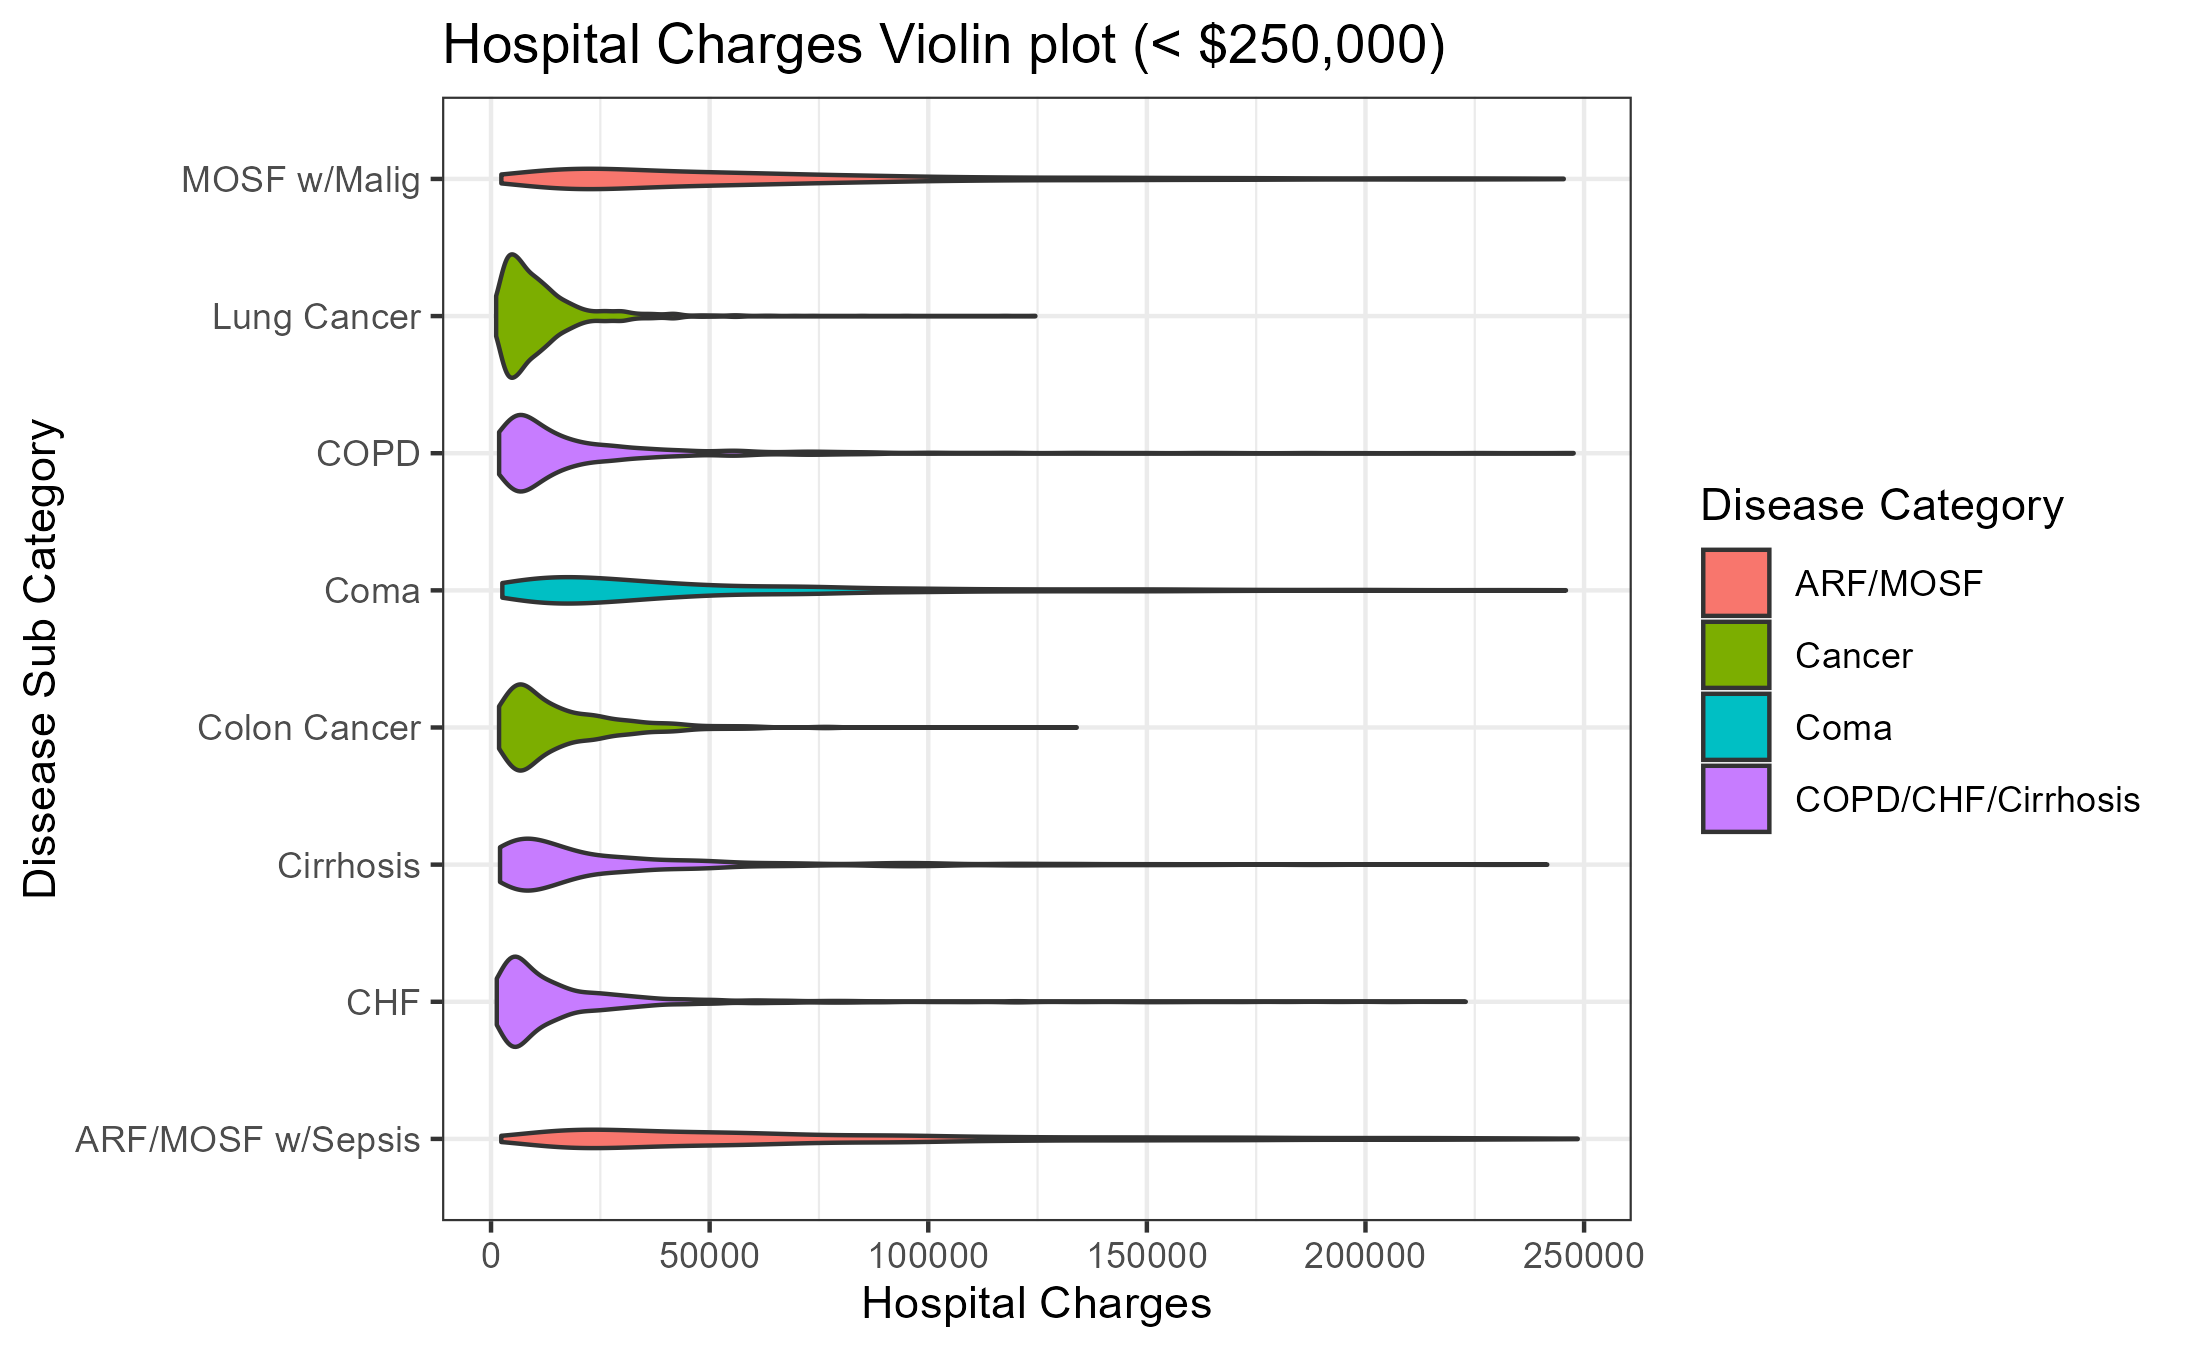 Hospital Charges Violin plot (< $250,000)
MOSF w/Malig
Lung Cancer
COPD
Coma
Colon Cancer
Cirrhosis
CHF
ARF/MOSF w/Sepsis
Disease Sub Category
0
50000
100000
150000
200000
250000
Hospital Charges
Disease Category
ARF/MOSF
Cancer
Coma
COPD/CHF/Cirrhosis